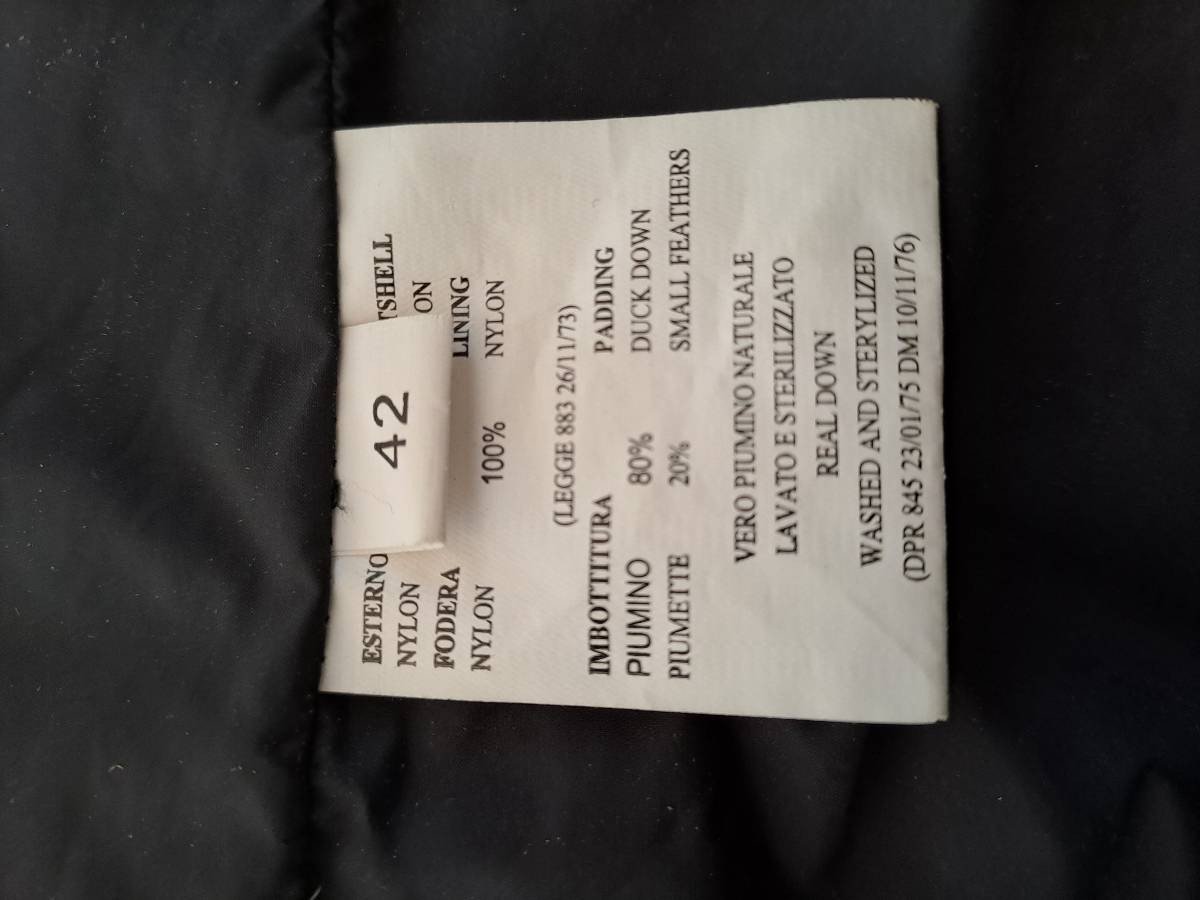 42
ESTERNO TSHELL
NYLON ON
FODERA LINING
NYLON 100% NYLON
(LEGGE 883 26/11/73)
IMBOTTITURA PADDING
PIUMINO 80% DUCK DOWN
PIUMETTE 20% SMALL FEATHERS
VERO PIUMINO NATURALE
LAVATO E STERILIZZATO
REAL DOWN
WASHED AND STERYLIZED
(DPR 845 23/01/75 DM 10/11/76)